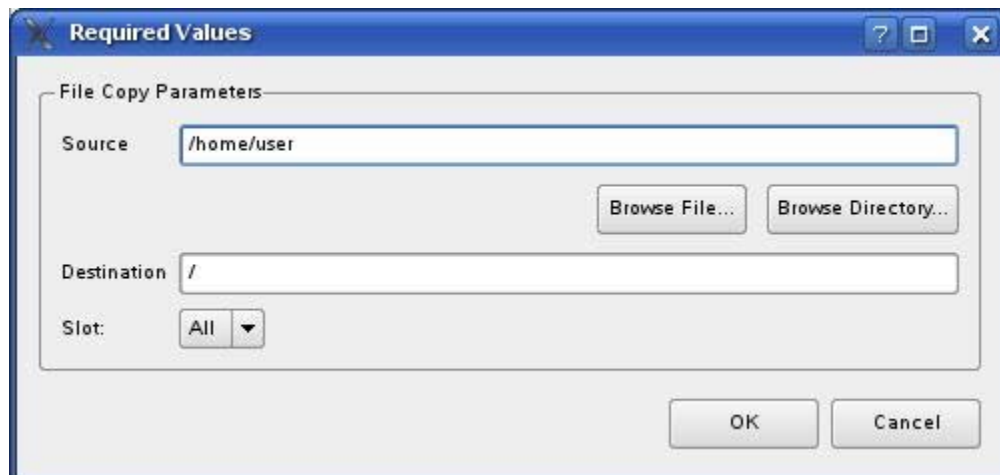 Required Values
File Copy Parameters
Source /home/user
Browse File... Browse Directory...
Destination /
Slot: All
OK Cancel